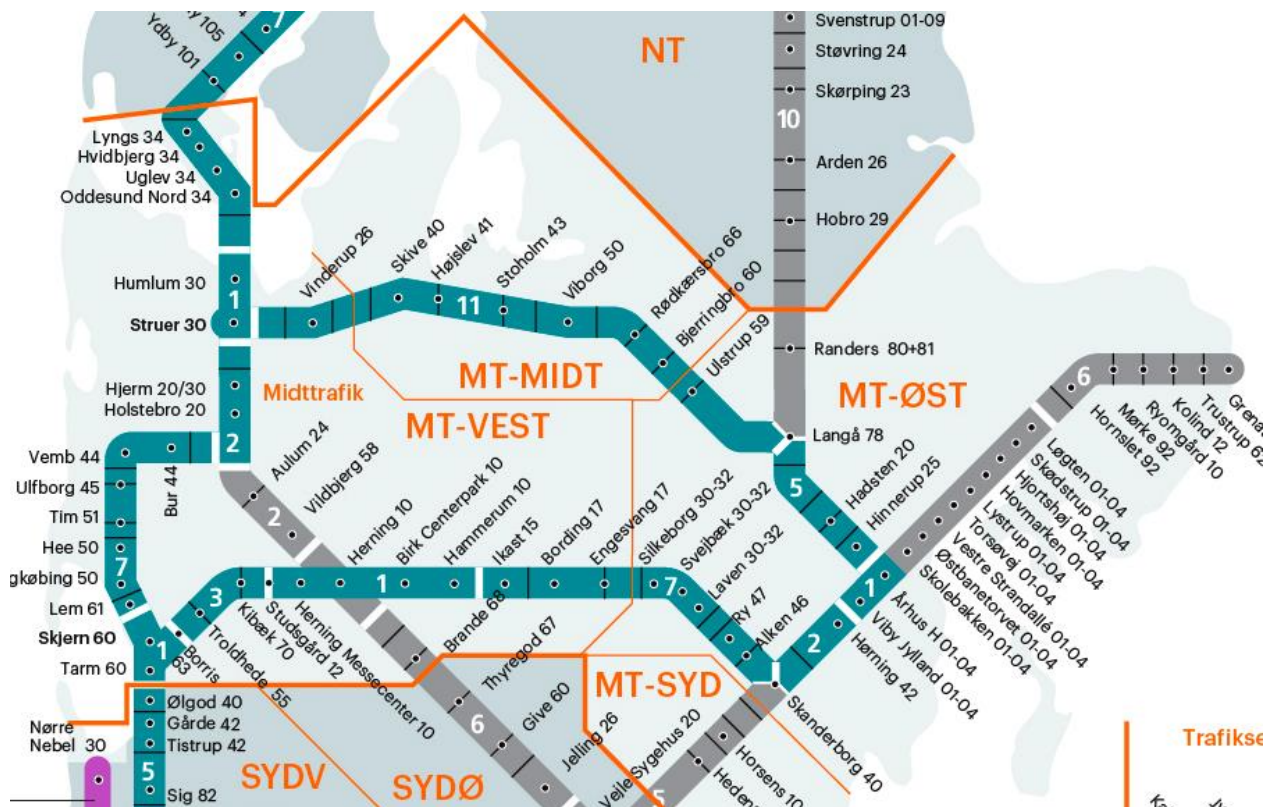 7
105
Ydby 101
NT
Svenstrup 01-09
Støvring 24
Skørping 23
10
Arden 26
Hobro 29
Lyngs 34
Hvidbjerg 34
Uglev 34
Oddesund Nord 34
Humlum 30
1
Struer 30
Vinderup 26
Skive 40
Højslev 41
Stoholm 43
11
Viborg 50
Rødkærsbro 66
Bjerringbro 60
Ulstrup 59
Randers 80+81
Langå 78
MT-MIDT
Midttrafik
MT-VEST
MT-ØST
Hjerm 20/30
Holstebro 20
2
Vemb 44
Bur 44
Ulfborg 45
Tim 51
Hee 50
7
gkøbing 50
Lem 61
Skjern 60
Tarm 60
1
Aulum 24
Vildbjerg 58
2
Herning 10
Birk Centerpark 10
Hammerum 10
Ikast 15
Bording 17
Engesvang 17
Silkeborg 30-32
Svejbæk 30-32
Laven 30-32
Ry 47
Alken 46
7
1
3
Borris
63
Troldhede 55
Kibæk 70
Studsgård 12
Herning Messecenter 10
Brande 68
Thyregod 67
Give 60
Jelling 26
6
5
Hadsten 20
Hinnerup 25
1
2
6
Hornslet 92
Mørke 92
Ryomgård 10
Kolind 12
Trustrup 62
Grenaa
Løgten 01-04
Skødstrup 01-04
Hjortshøj 01-04
Hovmarken 01-04
Lystrup 01-04
Torsøvej 01-04
Vestre Strandallé 01-04
Østbanetorvet 01-04
Skolebakken 01-04
Århus H 01-04
Viby Jylland 01-04
Hørning 42
Skanderborg 40
MT-SYD
Horsens 10
Heden
Vejle Sygehus 20
5
Ølgod 40
Gårde 42
Tistrup 42
5
Sig 82
Nørre
Nebel 30
SYDV
SYDØ
Trafikse